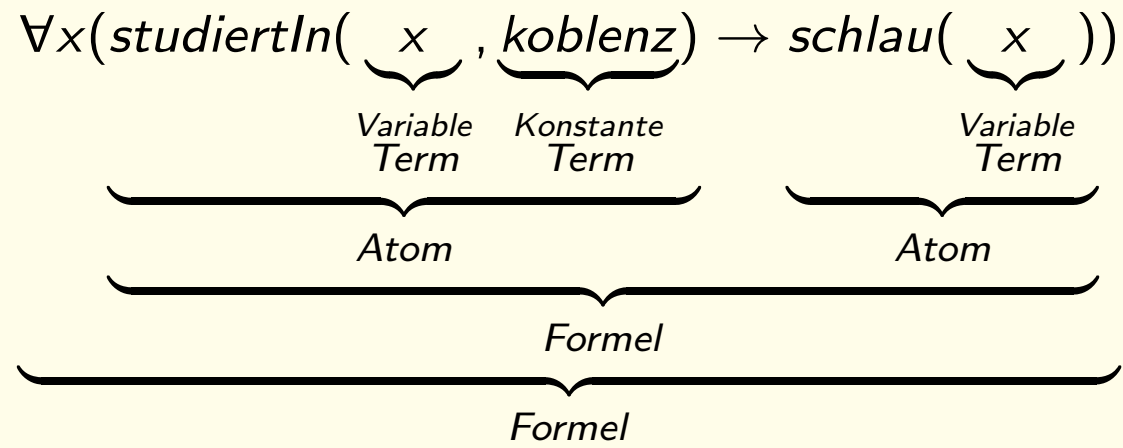 ∀x(studiertIn( x , koblenz) → schlau( x ))
Variable Konstante Variable
Term Term Term
Atom Atom
Formel
Formel